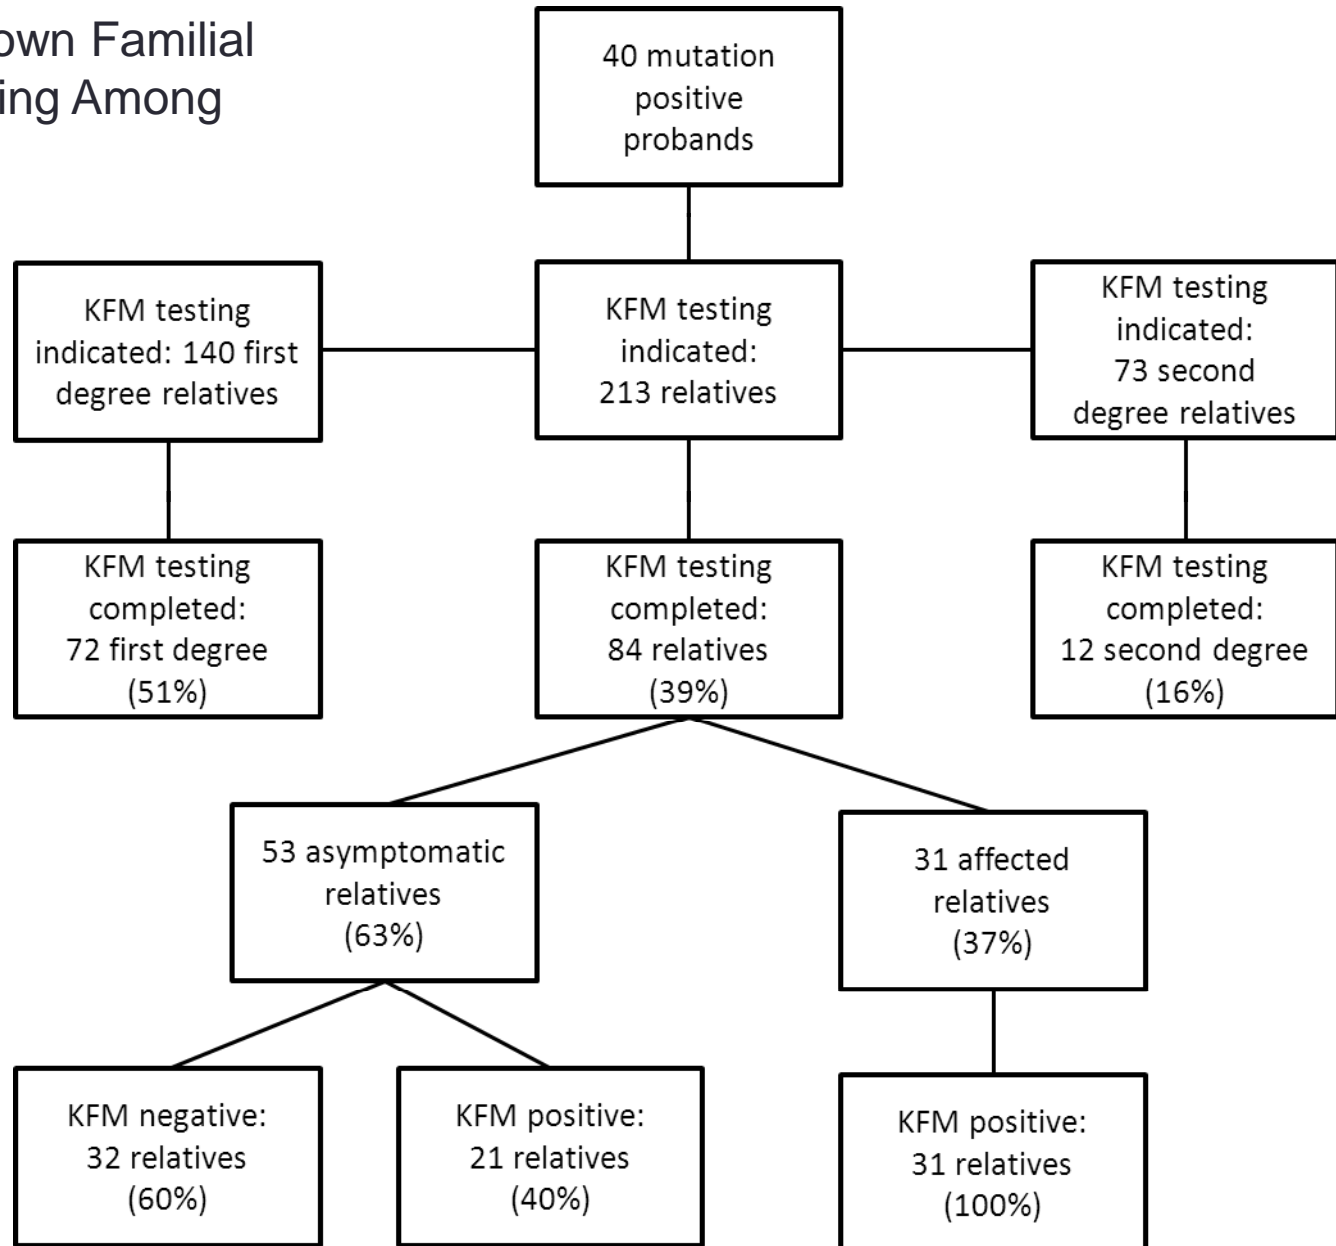 own Familial
ing Among
40 mutation
positive
probands
KFM testing
indicated: 140 first
degree relatives
KFM testing
indicated:
213 relatives
KFM testing
indicated:
73 second
degree relatives
KFM testing
completed:
72 first degree
(51%)
KFM testing
completed:
84 relatives
(39%)
KFM testing
completed:
12 second degree
(16%)
53 asymptomatic
relatives
(63%)
31 affected
relatives
(37%)
KFM negative:
32 relatives
(60%)
KFM positive:
21 relatives
(40%)
KFM positive:
31 relatives
(100%)